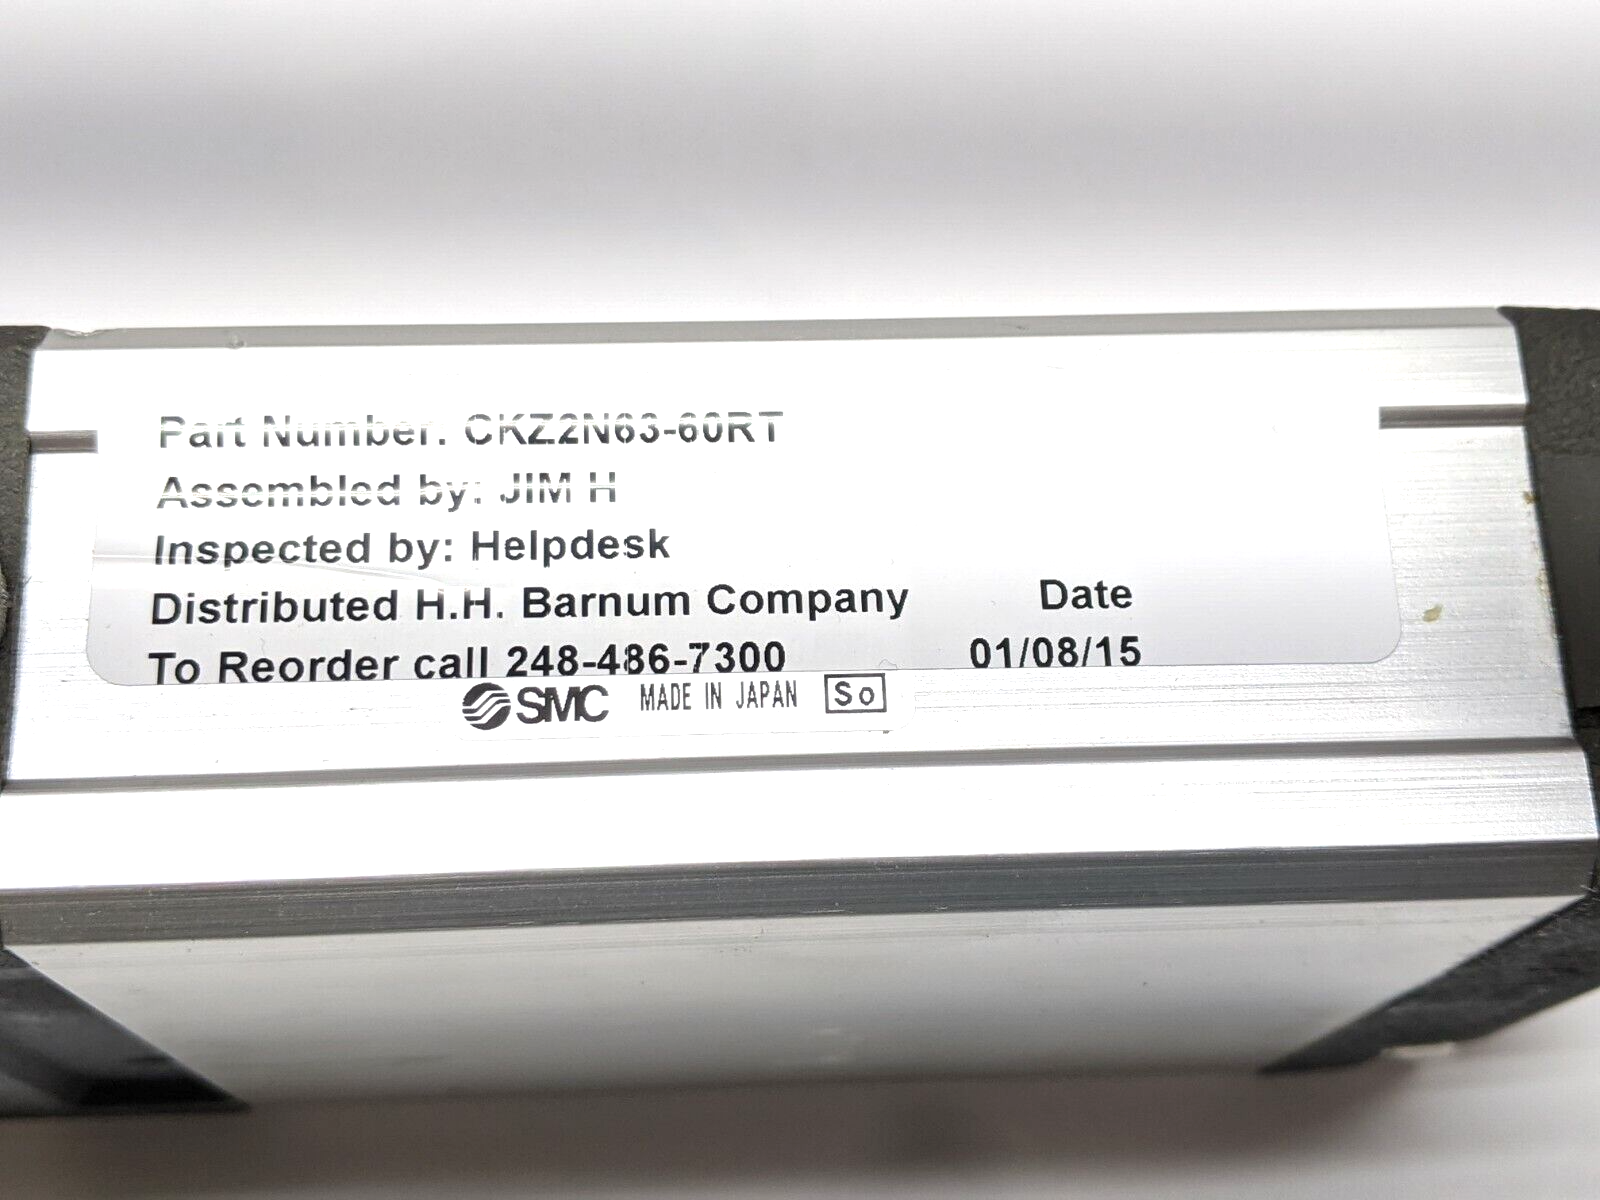 Part Number: CKZ2N63-60RT
Assembled by: JIM H
Inspected by: Helpdesk
Distributed H.H. Barnum Company Date
To Reorder call 248-486-7300 01/08/15
SMC MADE IN JAPAN So